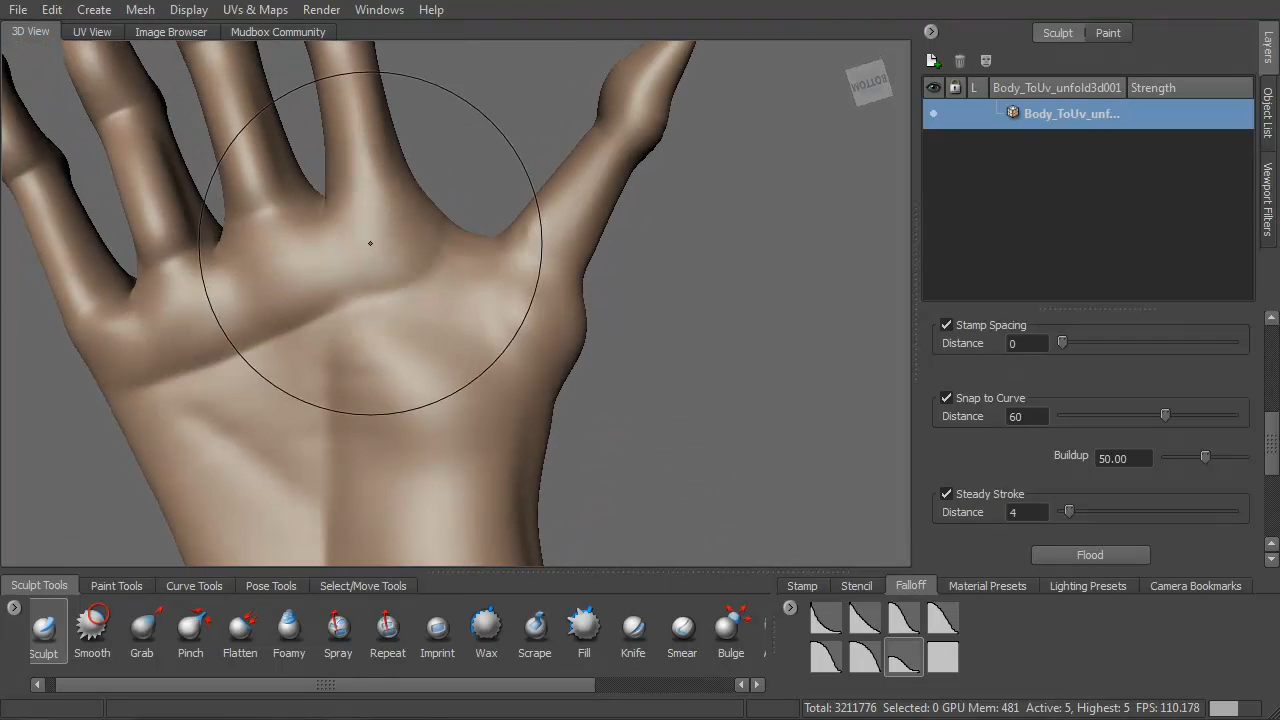 File Edit Create Mesh Display UVs & Maps Render Windows Help
3D View UV View Image Browser Mudbox Community
Sculpt Paint
Layers
Object List
Viewport Filters
L Body_ToUv_unfold3d001 Strength
Body_ToUv_unf...
BOTTOM
Stamp Spacing
Distance 0
Snap to Curve
Distance 60
Buildup 50.00
Steady Stroke
Distance 4
Flood
Sculpt Tools Paint Tools Curve Tools Pose Tools Select/Move Tools
Stamp Stencil Falloff Material Presets Lighting Presets Camera Bookmarks
Sculpt Smooth Grab Pinch Flatten Foamy Spray Repeat Imprint Wax Scrape Fill Knife Smear Bulge
Total: 3211776 Selected: 0 GPU Mem: 481 Active: 5, Highest: 5 FPS: 110.178